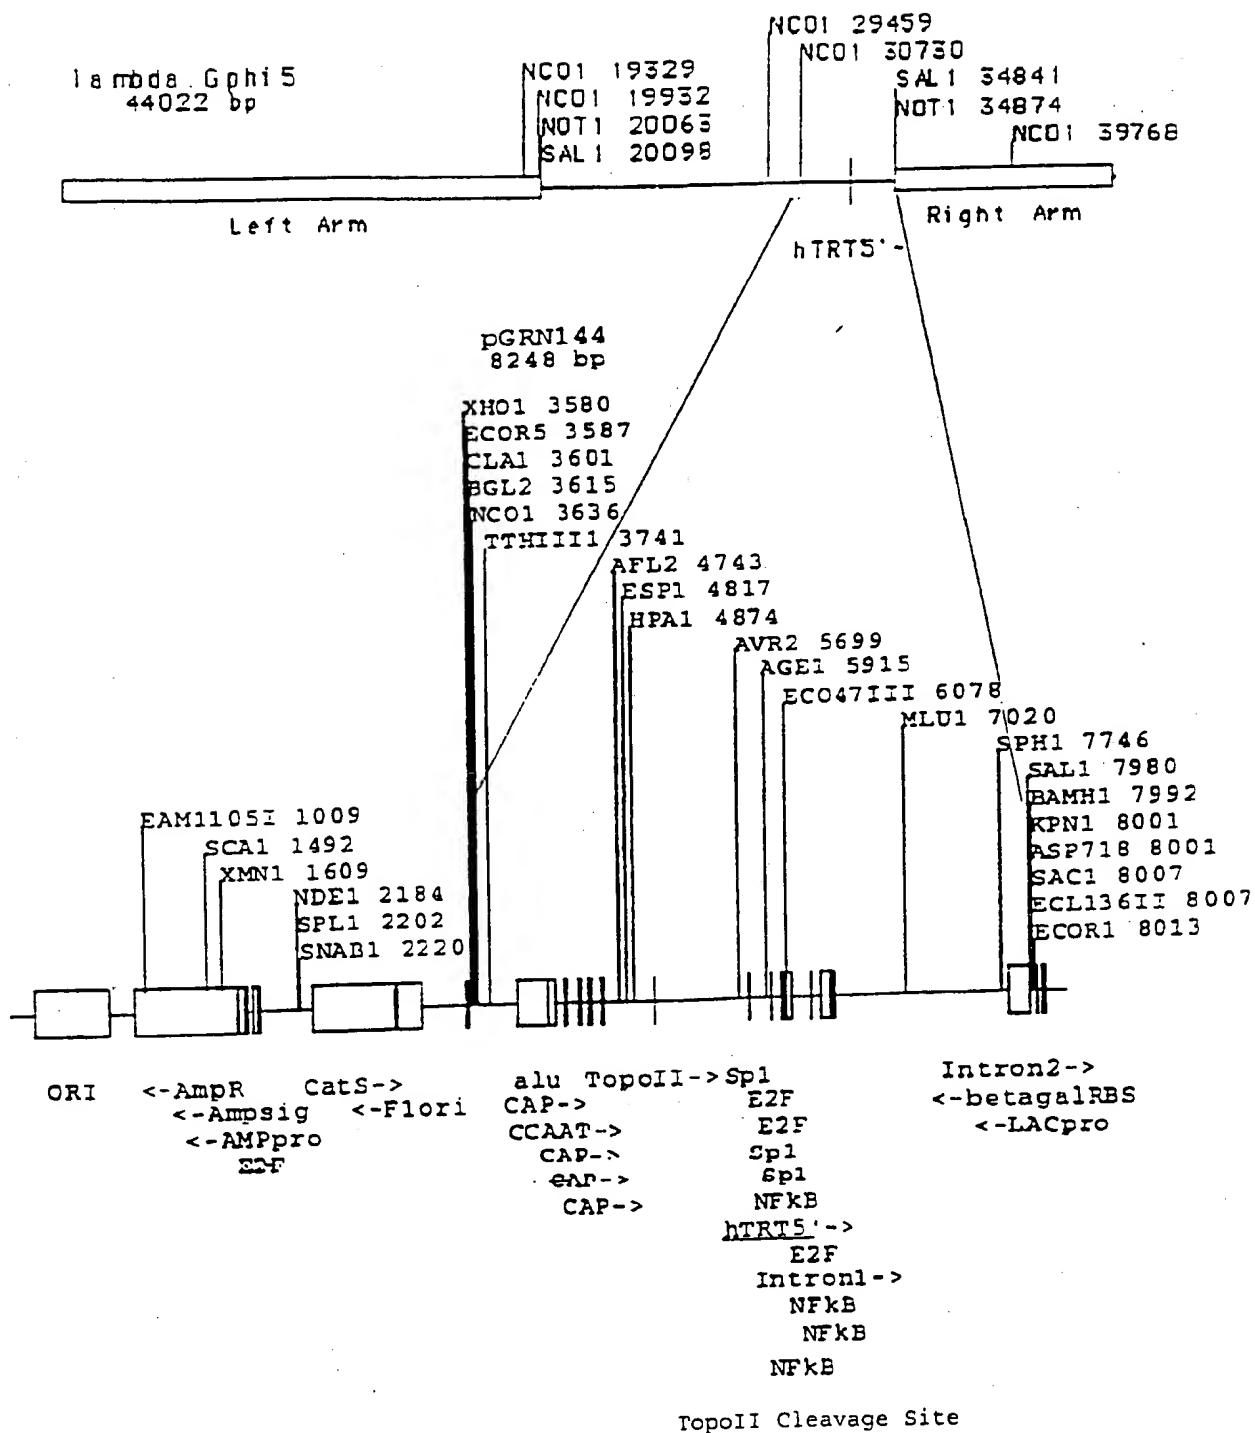 lambda Gphi5
44022 bp
NCO1 19329
NCO1 19932
NOT1 20063
SAL1 20098
NCO1 29459
NCO1 30730
SAL1 34841
NOT1 34874
NCO1 39768
Left Arm
Right Arm
hTRT5'-
pGRN144
8248 bp
XHO1 3580
ECOR5 3587
CLA1 3601
BGL2 3615
NCO1 3636
TTHIII1 3741
AFL2 4743
ESP1 4817
HPA1 4874
AVR2 5699
AGE1 5915
ECO47III 6078
MLU1 7020
SPH1 7746
SAL1 7980
BAMH1 7992
KPN1 8001
ASP718 8001
SAC1 8007
ECL136II 8007
ECOR1 8013
EAM1105I 1009
SCA1 1492
XMN1 1609
NDE1 2184
SPL1 2202
SNAB1 2220
ORI
<-AmpR
<-Ampsig
<-AMPpro
E2F
CatS->
<-F1ori
alu TopoII->
CAP->
CCAAT->
CAP->
CAP->
CAP->
Sp1
E2F
E2F
Sp1
Sp1
NFkB
hTRT5'->
E2F
Intron1->
NFkB
NFkB
NFkB
Intron2->
<-betagalRBS
<-LACpro
TopoII Cleavage Site